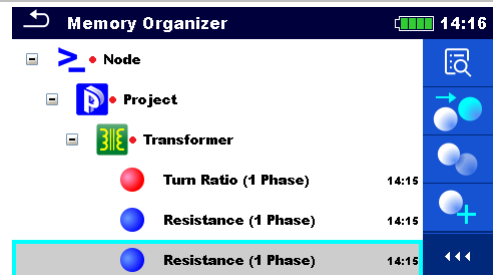 Memory Organizer 14:16
Node
Project
Transformer
Turn Ratio (1 Phase) 14:15
Resistance (1 Phase) 14:15
Resistance (1 Phase) 14:15